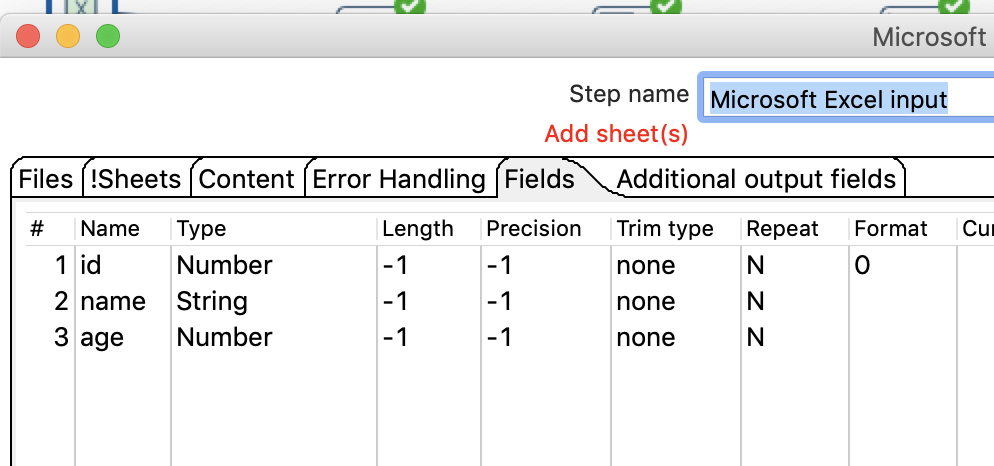 Microsoft
Step name Microsoft Excel input
Add sheet(s)
Files !Sheets Content Error Handling Fields Additional output fields
# Name Type Length Precision Trim type Repeat Format Cur
1 id Number -1 -1 none N 0
2 name String -1 -1 none N
3 age Number -1 -1 none N